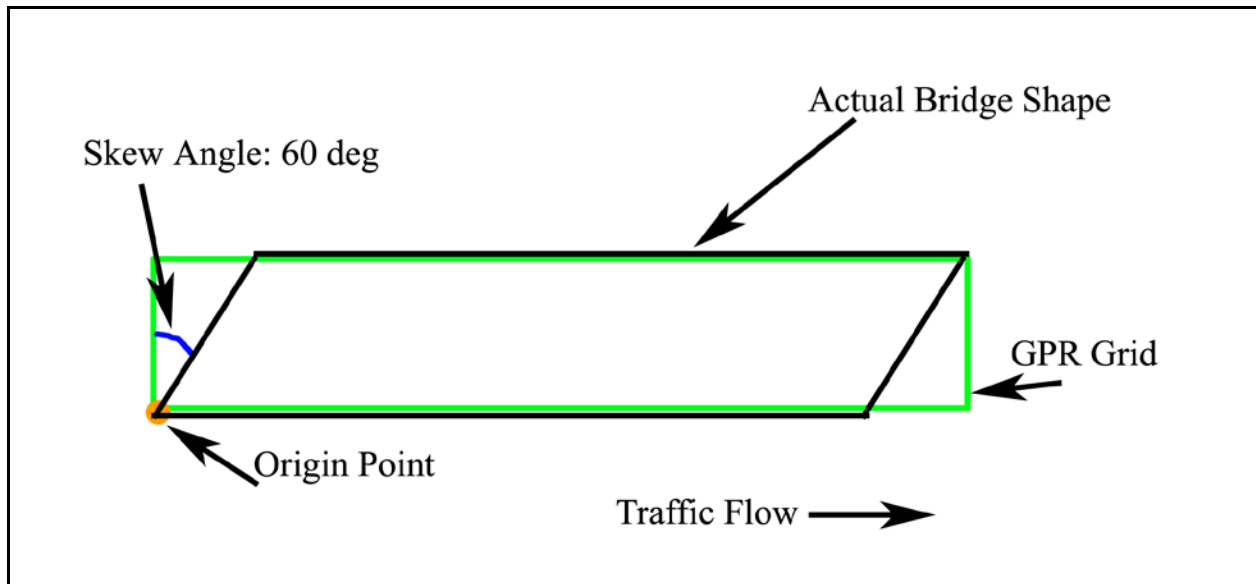 Actual Bridge Shape
Skew Angle: 60 deg
GPR Grid
Origin Point
Traffic Flow